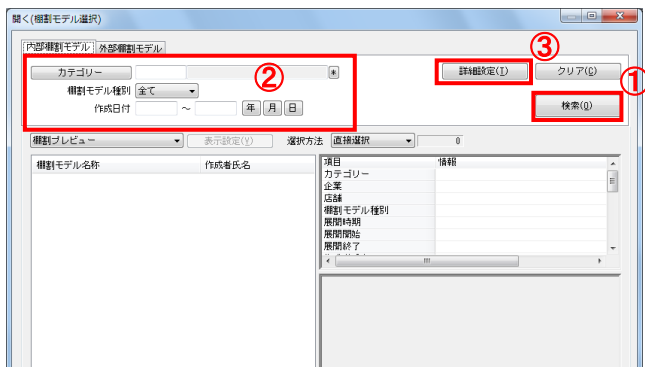 開く(棚割モデル選択)
内部棚割モデル 外部棚割モデル
③
カテゴリー ② * 詳細設定(I) クリア(C) ①
棚割モデル種別 全て
作成日付 ～ 年 月 日 検索(Q)
棚割プレビュー 表示設定(V) 選択方法 直接選択 0
棚割モデル名称 作成者氏名 項目 情報
カテゴリー
企業
店舗
棚割モデル種別
展開時期
展開開始
展開終了